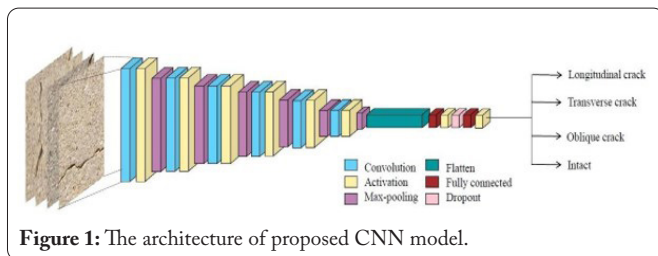 Longitudinal crack
Transverse crack
Oblique crack
Intact
Convolution
Flatten
Activation
Fully connected
Max-pooling
Dropout
Figure 1: The architecture of proposed CNN model.